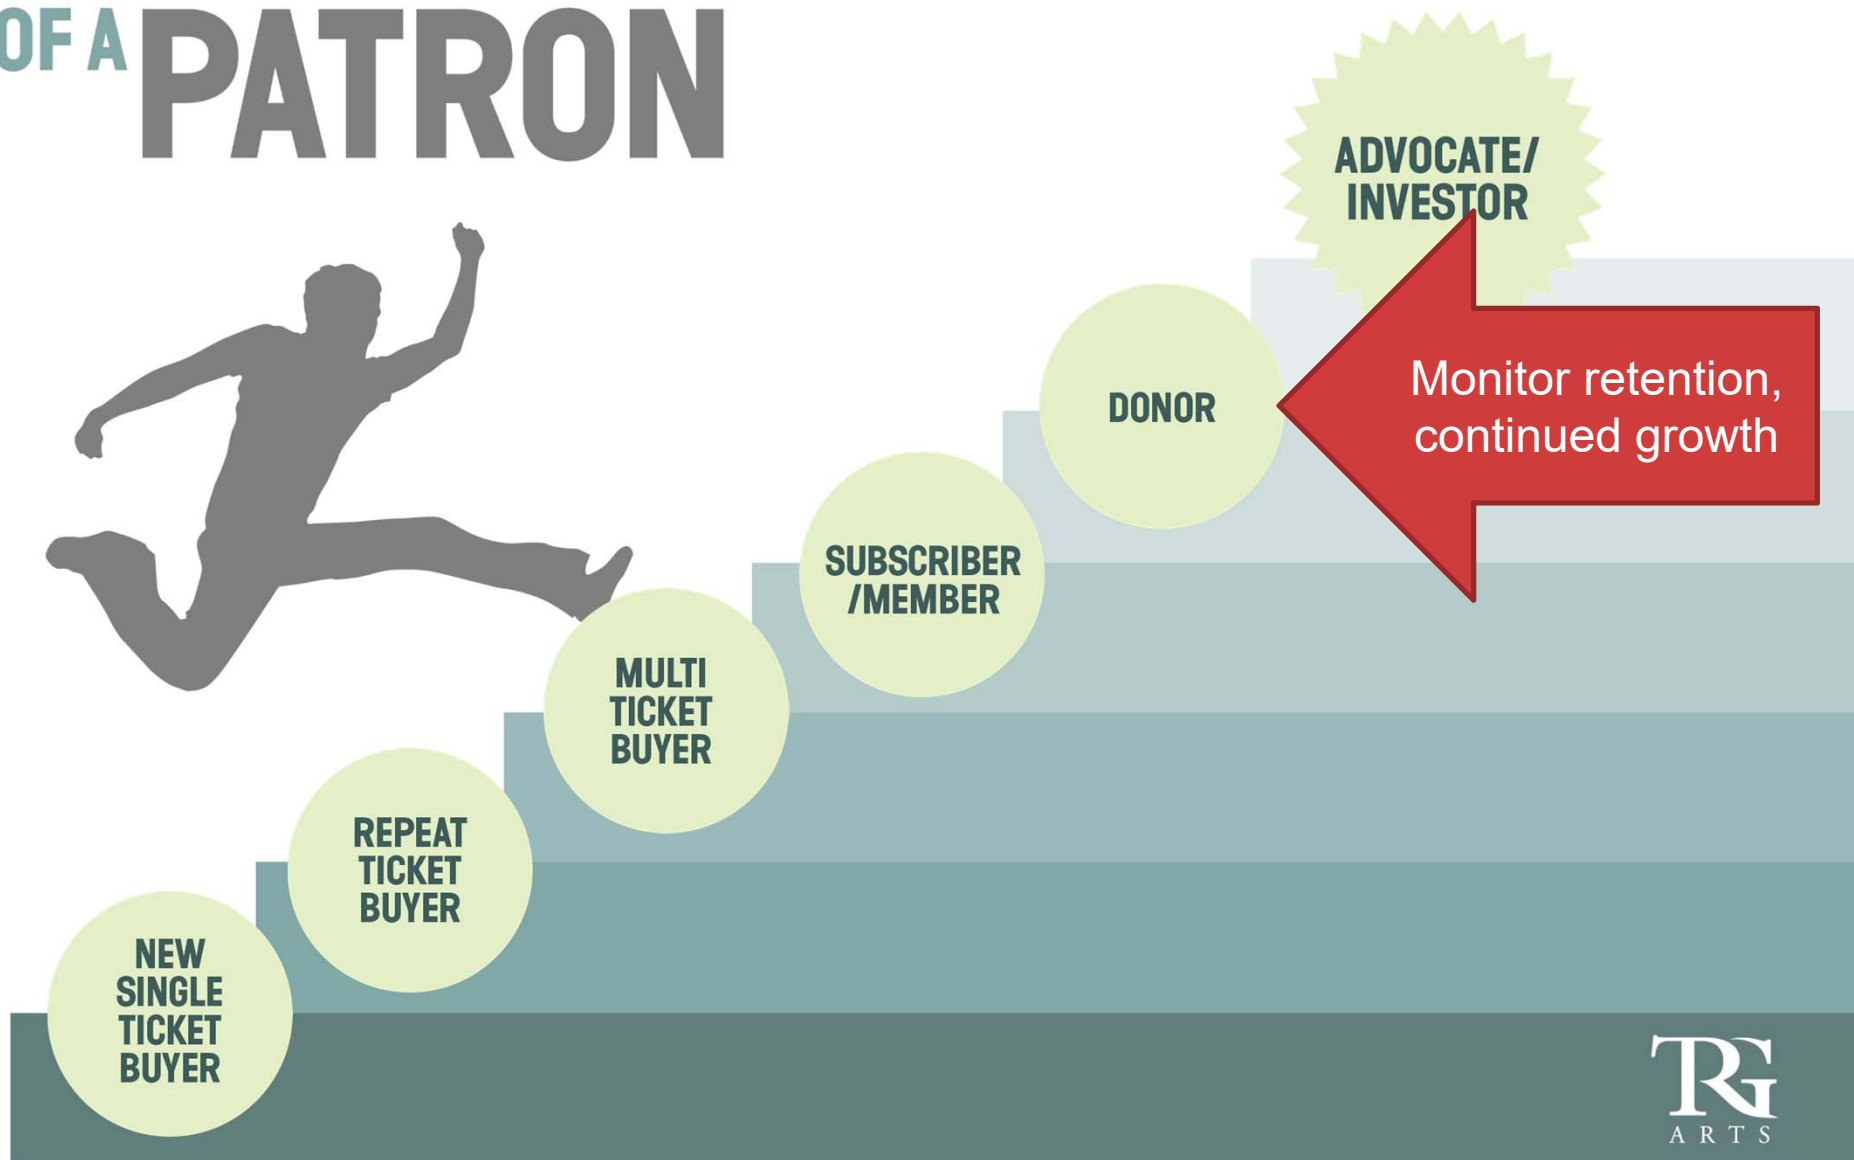 OF A PATRON
ADVOCATE/
INVESTOR
Monitor retention,
continued growth
DONOR
SUBSCRIBER
/MEMBER
MULTI
TICKET
BUYER
REPEAT
TICKET
BUYER
NEW
SINGLE
TICKET
BUYER
TRG
ARTS